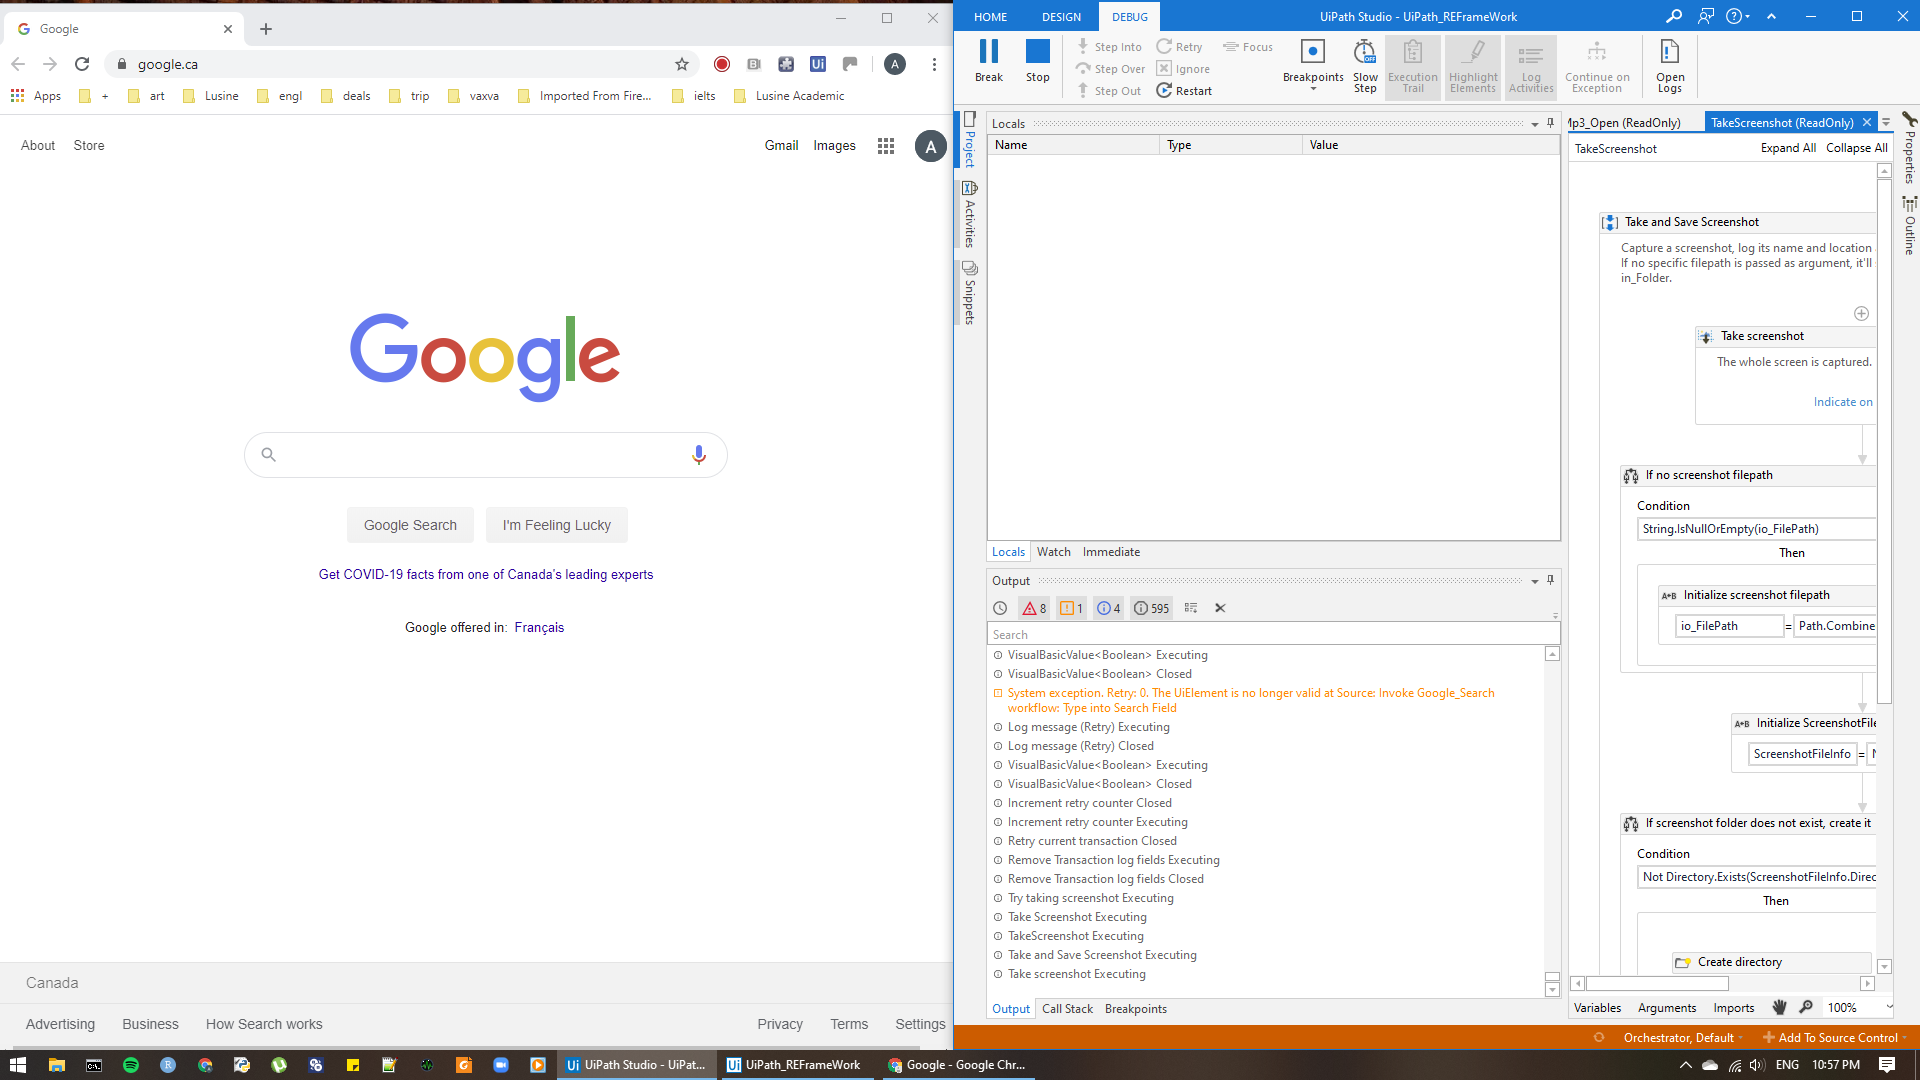 Google
google.ca
A
Apps
+
art
Lusine
engl
deals
trip
vaxva
Imported From Fire...
ielts
Lusine Academic
About
Store
Gmail
Images
A
Google
Google Search
I'm Feeling Lucky
Get COVID-19 facts from one of Canada's leading experts
Google offered in: Français
Canada
Advertising
Business
How Search works
Privacy
Terms
Settings
HOME
DESIGN
DEBUG
UiPath Studio - UiPath_REFrameWork
Break
Stop
Step Into
Step Over
Step Out
Retry
Ignore
Restart
Focus
Breakpoints
Slow
Step
Execution
Trail
Highlight
Elements
Log
Activities
Continue on
Exception
Open
Logs
Project
Activities
Snippets
Locals
Name
Type
Value
Locals
Watch
Immediate
Output
8
1
4
595
Search
VisualBasicValue<Boolean> Executing
VisualBasicValue<Boolean> Closed
System exception. Retry: 0. The UiElement is no longer valid at Source: Invoke Google_Search
workflow: Type into Search Field
Log message (Retry) Executing
Log message (Retry) Closed
VisualBasicValue<Boolean> Executing
VisualBasicValue<Boolean> Closed
Increment retry counter Closed
Increment retry counter Executing
Retry current transaction Closed
Remove Transaction log fields Executing
Remove Transaction log fields Closed
Try taking screenshot Executing
Take Screenshot Executing
TakeScreenshot Executing
Take and Save Screenshot Executing
Take screenshot Executing
Output
Call Stack
Breakpoints
Mp3_Open (ReadOnly)
TakeScreenshot (ReadOnly)
TakeScreenshot
Expand All
Collapse All
Take and Save Screenshot
Capture a screenshot, log its name and location
If no specific filepath is passed as argument, it'll
in_Folder.
Take screenshot
The whole screen is captured.
Indicate on
If no screenshot filepath
Condition
String.IsNullOrEmpty(io_FilePath)
Then
A+B Initialize screenshot filepath
io_FilePath = Path.Combine
A+B Initialize ScreenshotFile
ScreenshotFileInfo =
If screenshot folder does not exist, create it
Condition
Not Directory.Exists(ScreenshotFileInfo.Direc
Then
Create directory
Variables
Arguments
Imports
100%
Properties
Outline
Orchestrator, Default
Add To Source Control
UiPath Studio - UiPat...
UiPath_REFrameWork
Google - Google Chr...
ENG
10:57 PM